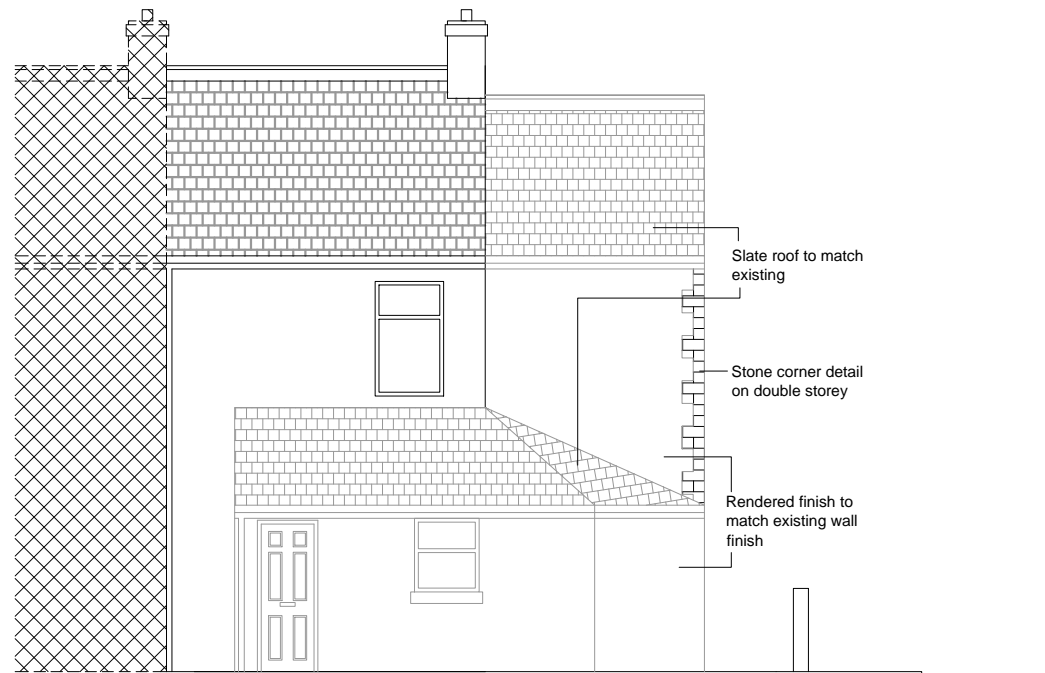 Slate roof to match
existing
Stone corner detail
on double storey
Rendered finish to
match existing wall
finish